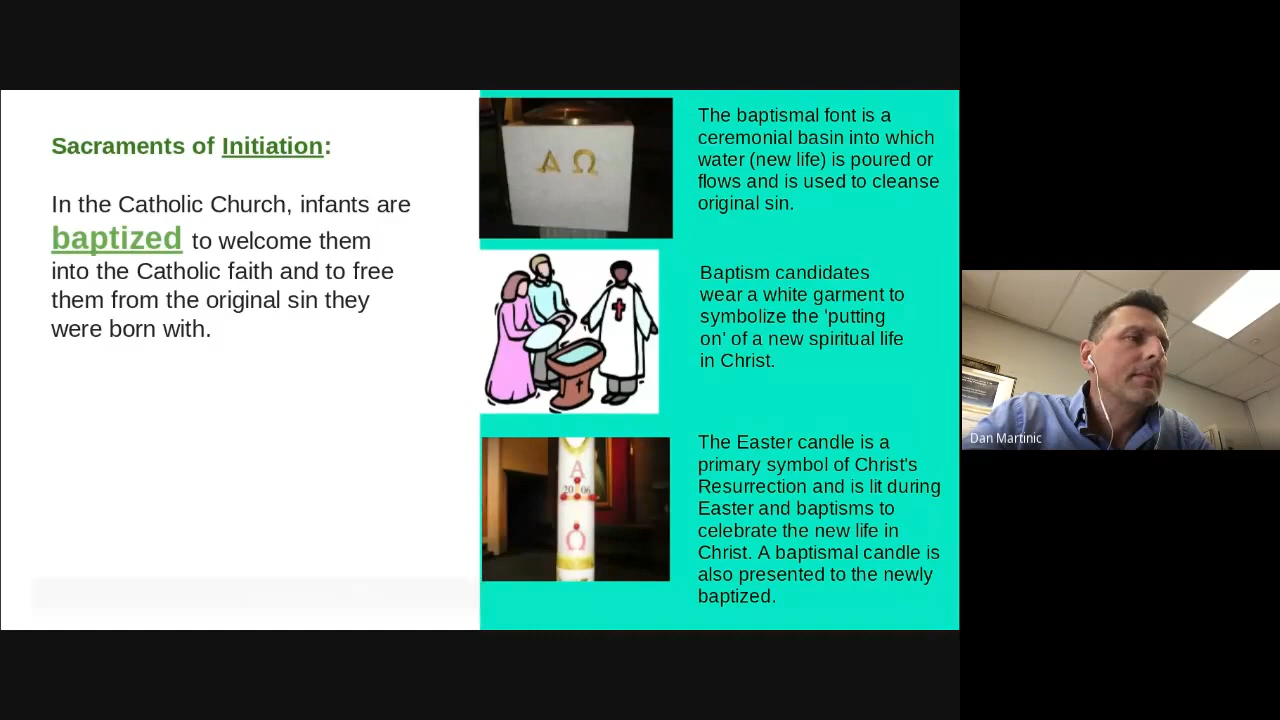 Sacraments of Initiation:
In the Catholic Church, infants are
baptized to welcome them
into the Catholic faith and to free
them from the original sin they
were born with.
Α Ω
The baptismal font is a
ceremonial basin into which
water (new life) is poured or
flows and is used to cleanse
original sin.
Baptism candidates
wear a white garment to
symbolize the 'putting
on' of a new spiritual life
in Christ.
Α
20 06
Ω
The Easter candle is a
primary symbol of Christ's
Resurrection and is lit during
Easter and baptisms to
celebrate the new life in
Christ. A baptismal candle is
also presented to the newly
baptized.
Dan Martinic